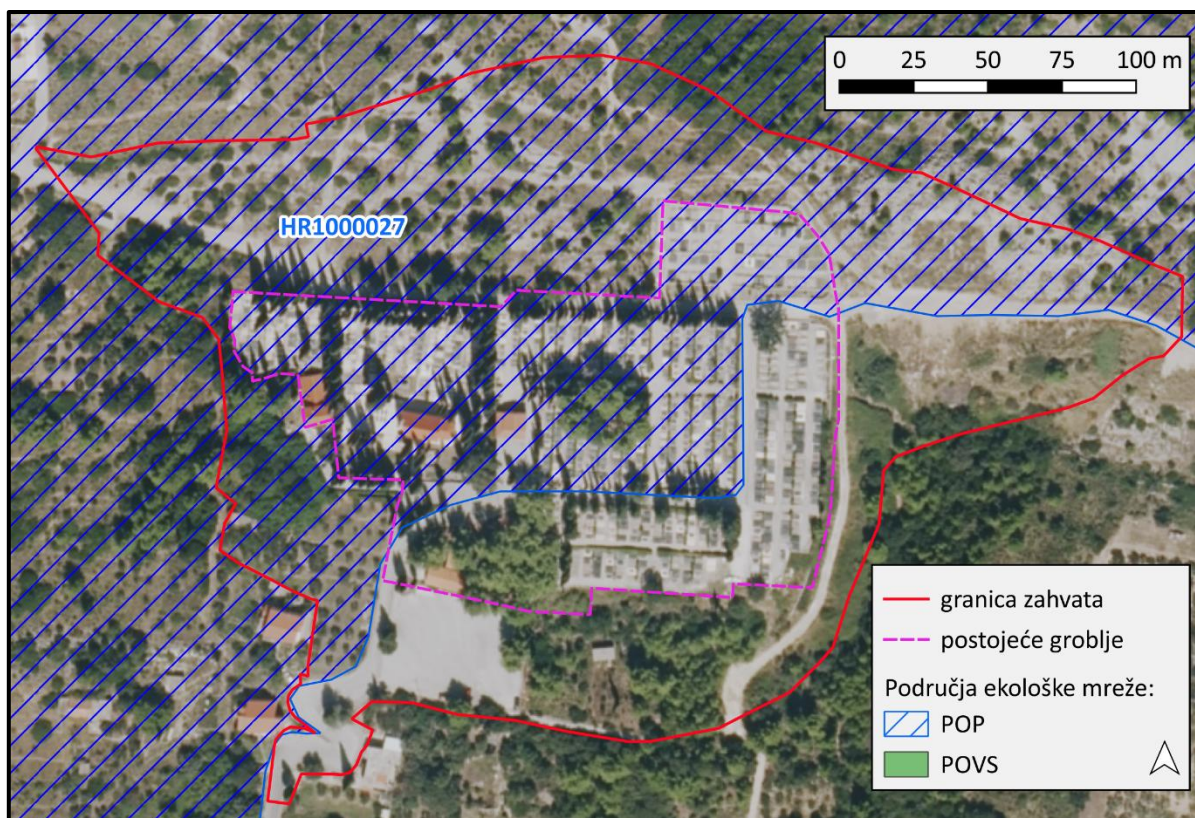 0 25 50 75 100 m
HR1000027
granica zahvata
postojeće groblje
Područja ekološke mreže:
POP
POVS